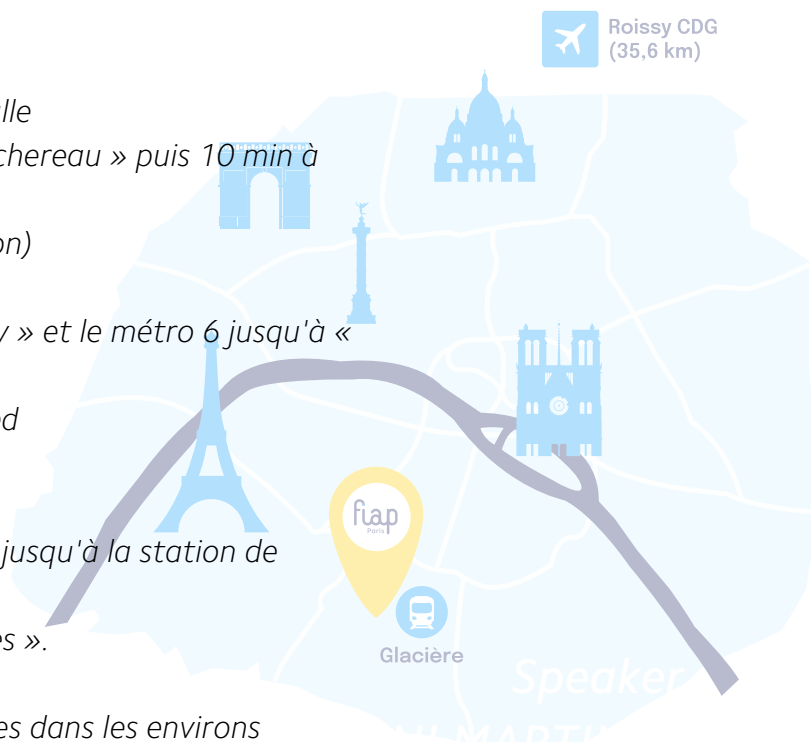 Roissy CDG
(35,6 km)
lle
chereau » puis 10 min à
on)
y » et le métro 6 jusqu'à «
ed
fiap
Paris
jusqu'à la station de
Glacière
es ».
Speaker
es dans les environs